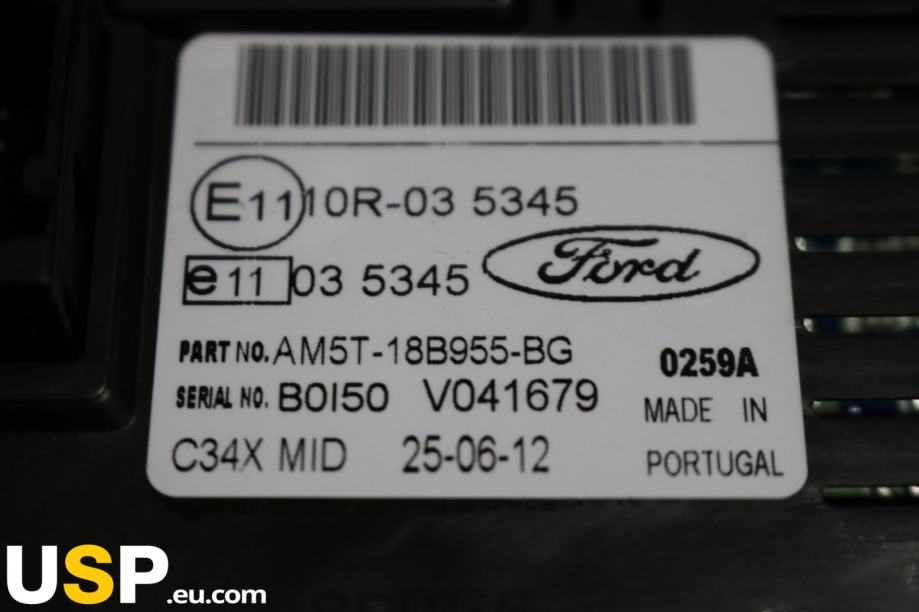 E11 10R-03 5345
e11 03 5345
Ford
PART NO. AM5T-18B955-BG
0259A
SERIAL NO. B0I50 V041679
MADE IN
C34X MID 25-06-12
PORTUGAL
USP.eu.com